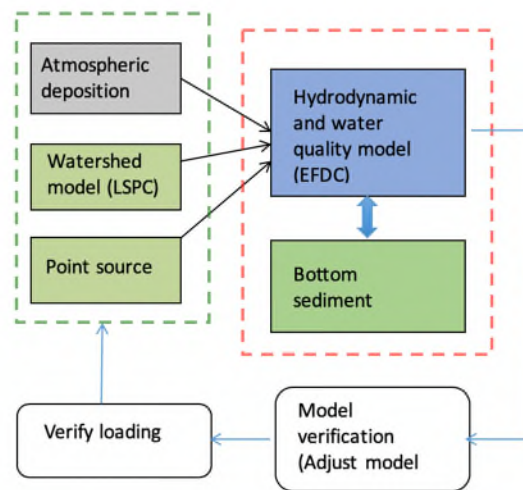 Atmospheric
deposition
Watershed
model (LSPC)
Point source
Hydrodynamic
and water
quality model
(EFDC)
Bottom
sediment
Verify loading
Model
verification
(Adjust model